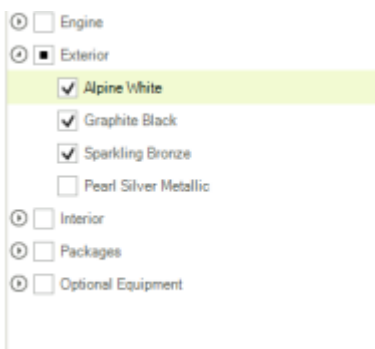 Engine
Exterior
Alpine White
Graphite Black
Sparkling Bronze
Pearl Silver Metallic
Interior
Packages
Optional Equipment